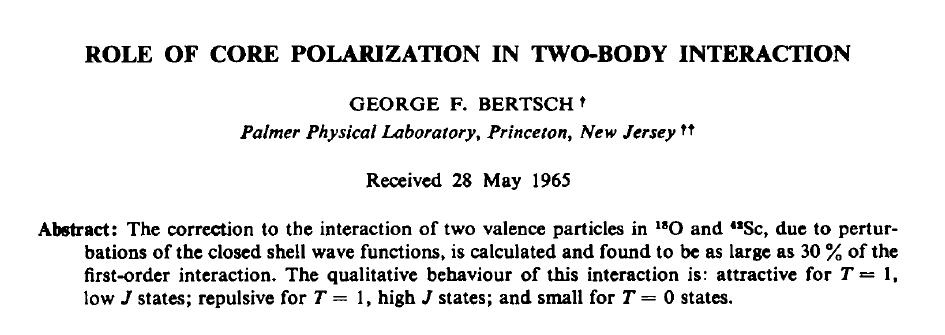 ROLE OF CORE POLARIZATION IN TWO-BODY INTERACTION
GEORGE F. BERTSCH †
Palmer Physical Laboratory, Princeton, New Jersey ††
Received 28 May 1965
Abstract: The correction to the interaction of two valence particles in ¹⁸O and ⁴²Sc, due to pertur-
bations of the closed shell wave functions, is calculated and found to be as large as 30 % of the
first-order interaction. The qualitative behaviour of this interaction is: attractive for T = 1,
low J states; repulsive for T = 1, high J states; and small for T = 0 states.